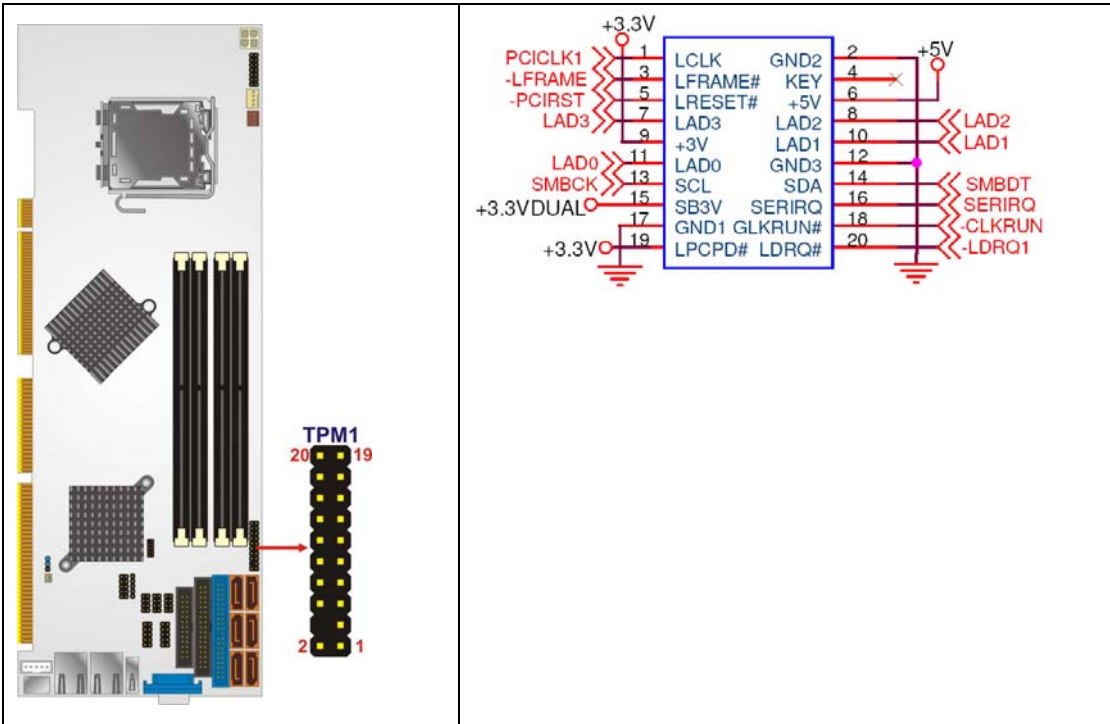 TPM1
20 19
2 1
+3.3V
+5V
PCICLK1 1 LCLK GND2 2
-LFRAME 3 LFRAME# KEY 4
-PCIRST 5 LRESET# +5V 6
LAD3 7 LAD3 LAD2 8 LAD2
9 +3V LAD1 10 LAD1
LAD0 11 LAD0 GND3 12
SMBCK 13 SCL SDA 14 SMBDT
+3.3VDUAL 15 SB3V SERIRQ 16 SERIRQ
17 GND1 GLKRUN# 18 -CLKRUN
+3.3V 19 LPCPD# LDRQ# 20 -LDRQ1